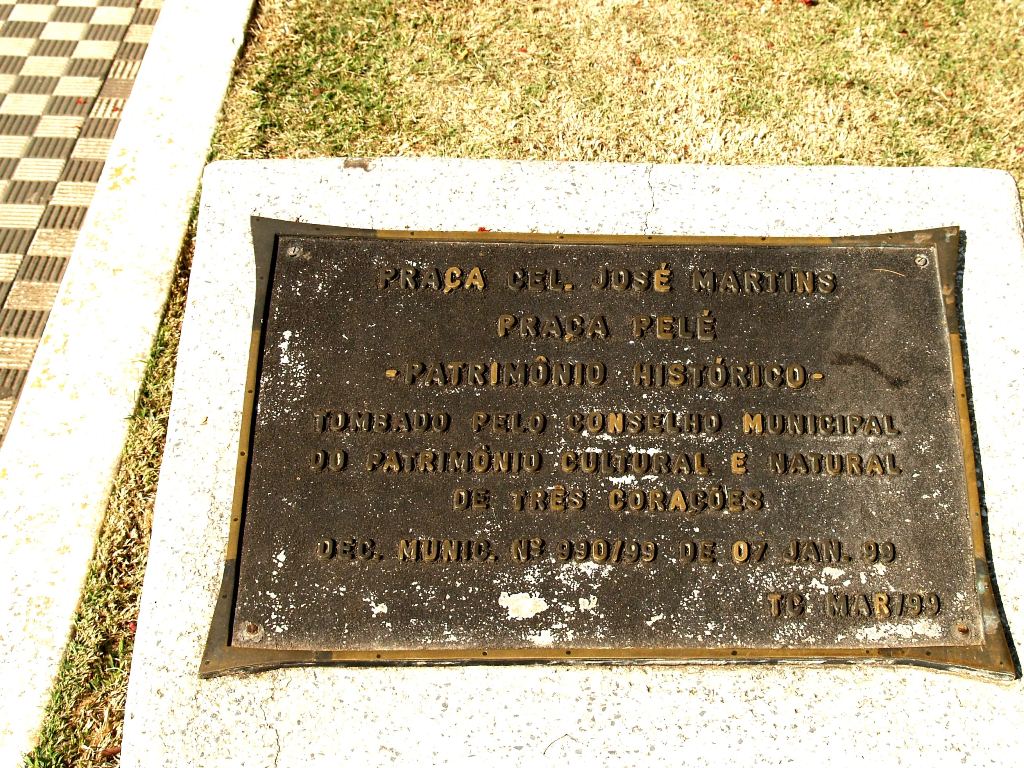 PRAÇA CEL. JOSÉ MARTINS
PRAÇA PELÉ
-PATRIMÔNIO HISTÓRICO-
TOMBADO PELO CONSELHO MUNICIPAL
DO PATRIMÔNIO CULTURAL E NATURAL
DE TRÊS CORAÇÕES
DEC. MUNIC. Nº 990/99 DE 07 JAN. 99
TC MAR/99